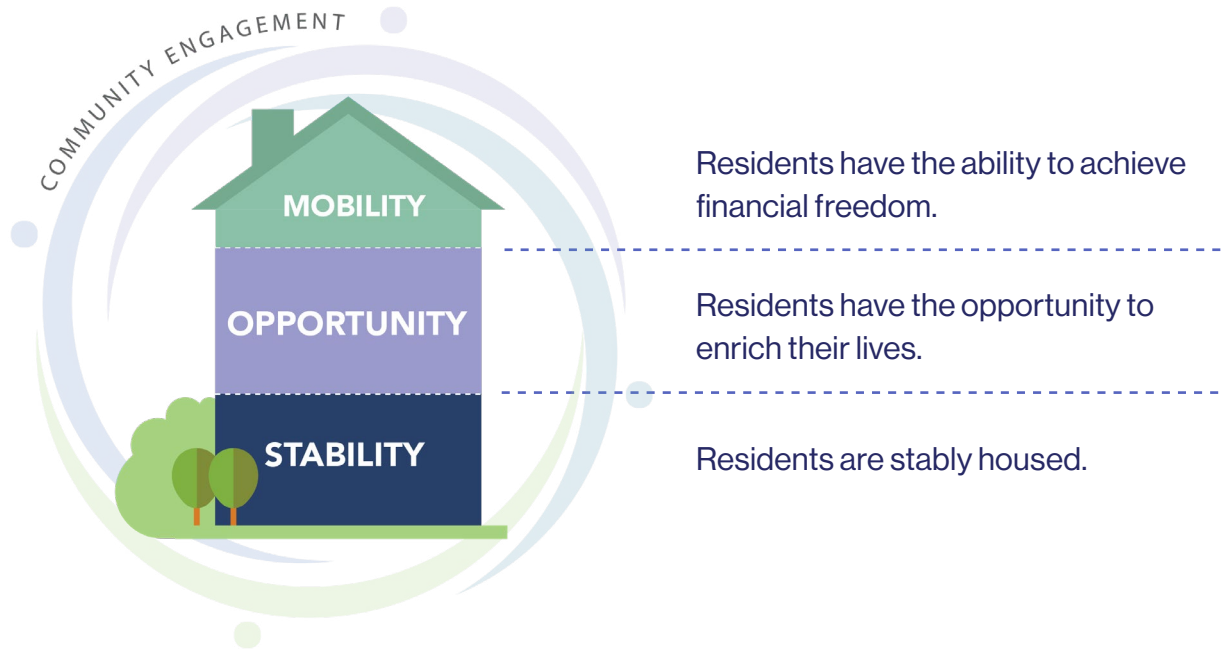 COMMUNITY ENGAGEMENT
MOBILITY
Residents have the ability to achieve
financial freedom.
OPPORTUNITY
Residents have the opportunity to
enrich their lives.
STABILITY
Residents are stably housed.